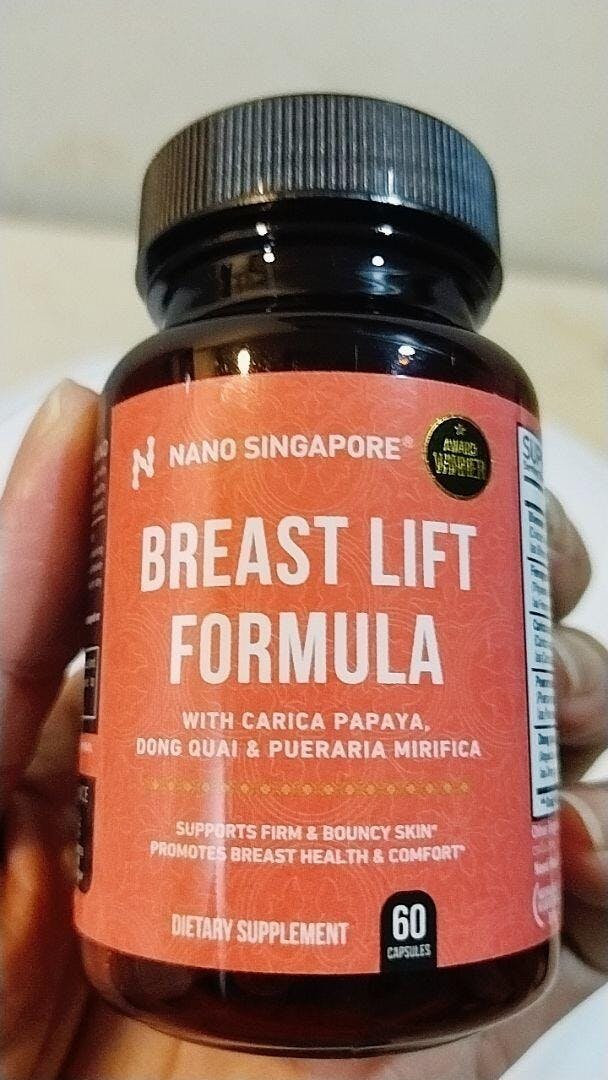 NANO SINGAPORE®
AWARD
WINNER
BREAST LIFT
FORMULA
WITH CARICA PAPAYA,
DONG QUAI & PUERARIA MIRIFICA
SUPPORTS FIRM & BOUNCY SKIN*
PROMOTES BREAST HEALTH & COMFORT*
DIETARY SUPPLEMENT
60
CAPSULES